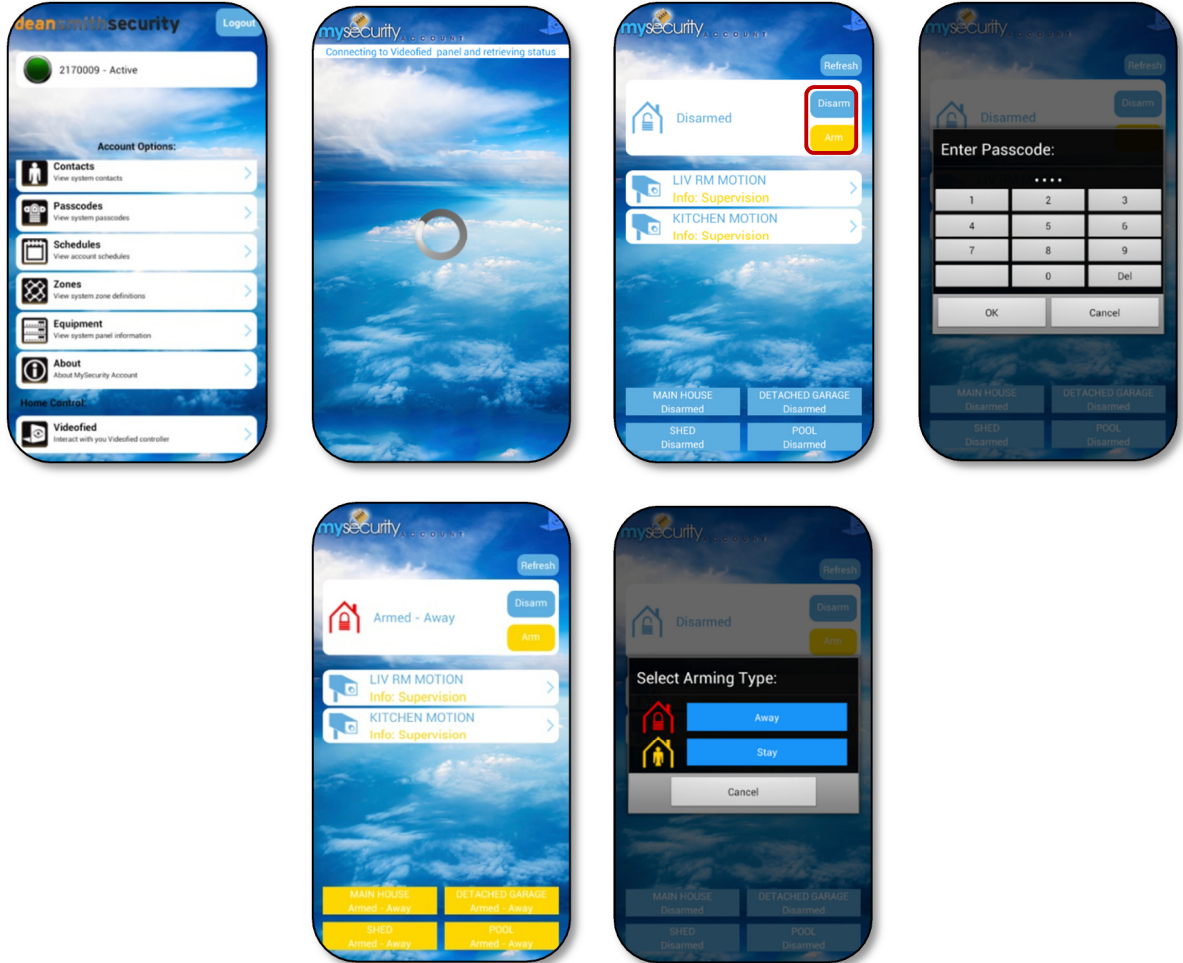 deansmithsecurity
Logout
2170009 - Active
Account Options:
Contacts
View system contacts
Passcodes
View system passcodes
Schedules
View account schedules
Zones
View system zone definitions
Equipment
View system panel information
About
About MySecurity Account
Home Control:
Videofied
Interact with you Videofied controller
mysecurity
ACCOUNT
Connecting to Videofied panel and retrieving status
mysecurity
ACCOUNT
Refresh
Disarmed
Disarm
Arm
LIV RM MOTION
Info: Supervision
KITCHEN MOTION
Info: Supervision
MAIN HOUSE
Disarmed
DETACHED GARAGE
Disarmed
SHED
Disarmed
POOL
Disarmed
mysecurity
ACCOUNT
Refresh
Disarmed
Disarm
Enter Passcode:
1 2 3
4 5 6
7 8 9
0 Del
OK Cancel
MAIN HOUSE
Disarmed
DETACHED GARAGE
Disarmed
SHED
Disarmed
POOL
Disarmed
mysecurity
ACCOUNT
Refresh
Armed - Away
Disarm
Arm
LIV RM MOTION
Info: Supervision
KITCHEN MOTION
Info: Supervision
MAIN HOUSE
Armed - Away
DETACHED GARAGE
Armed - Away
SHED
Armed - Away
POOL
Armed - Away
mysecurity
ACCOUNT
Refresh
Disarmed
Disarm
Arm
Select Arming Type:
Away
Stay
Cancel
MAIN HOUSE
Disarmed
DETACHED GARAGE
Disarmed
SHED
Disarmed
POOL
Disarmed